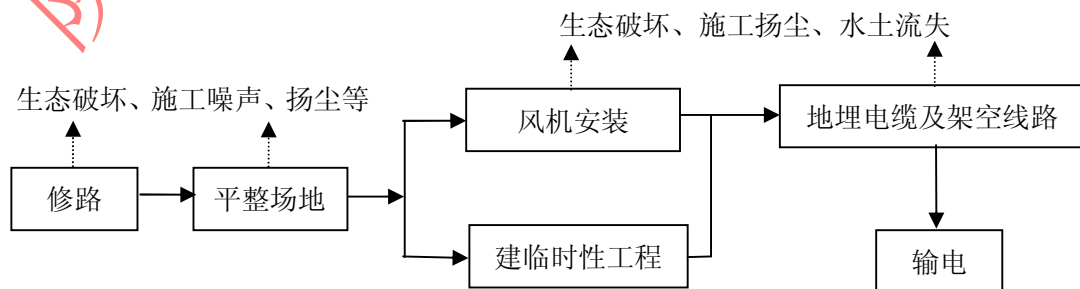 生态破坏、施工扬尘、水土流失
生态破坏、施工噪声、扬尘等
风机安装
地埋电缆及架空线路
修路
平整场地
建临时性工程
输电